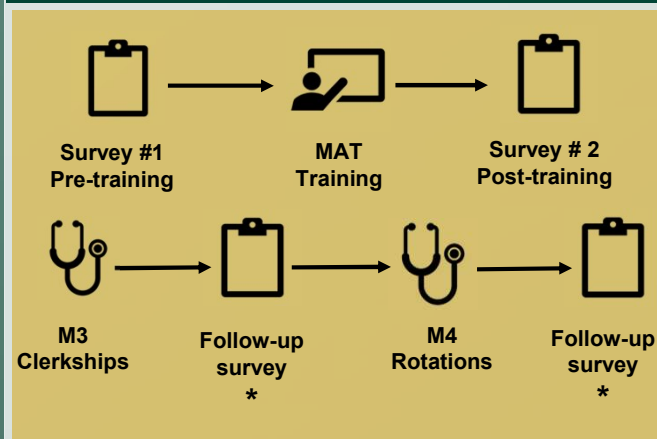 Survey #1
Pre-training
MAT
Training
Survey # 2
Post-training
M3
Clerkships
Follow-up
survey
*
M4
Rotations
Follow-up
survey
*